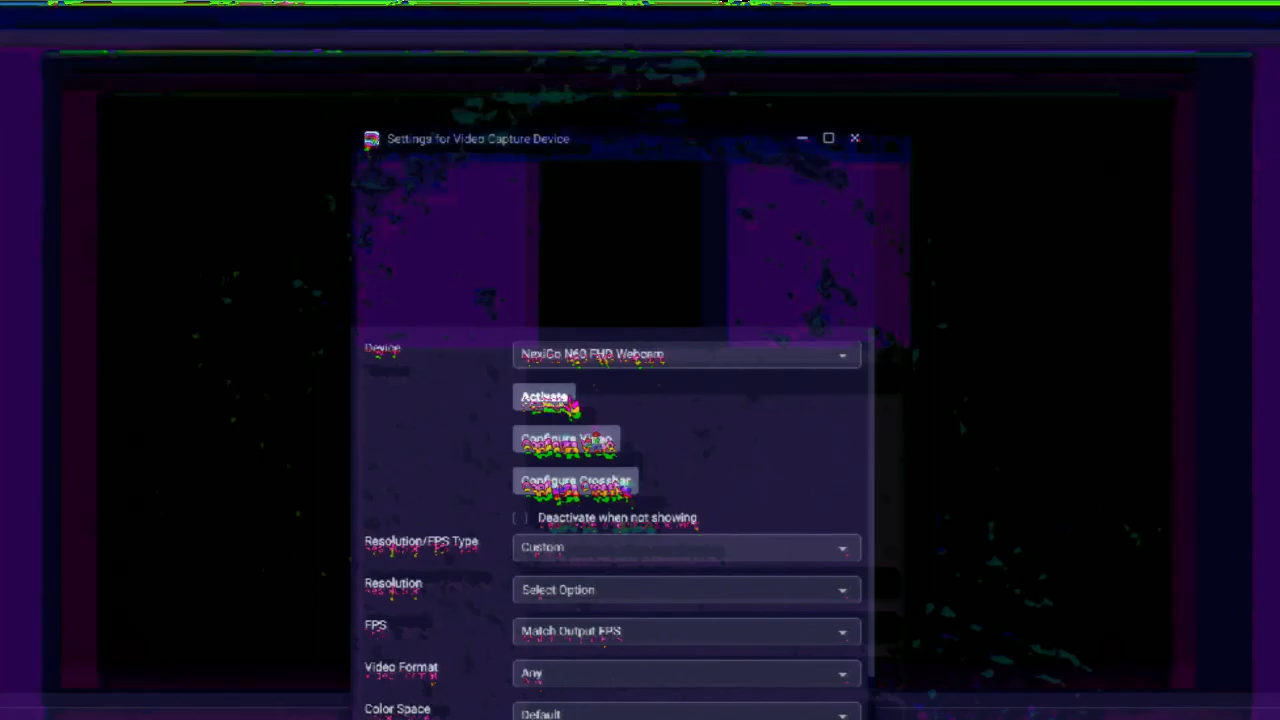 Settings for Video Capture Device
Device
NexiGo N60 FHD Webcam
Activate
Configure Video
Configure Crossbar
Deactivate when not showing
Resolution/FPS Type
Custom
Resolution
Select Option
FPS
Match Output FPS
Video Format
Any
Color Space
Default